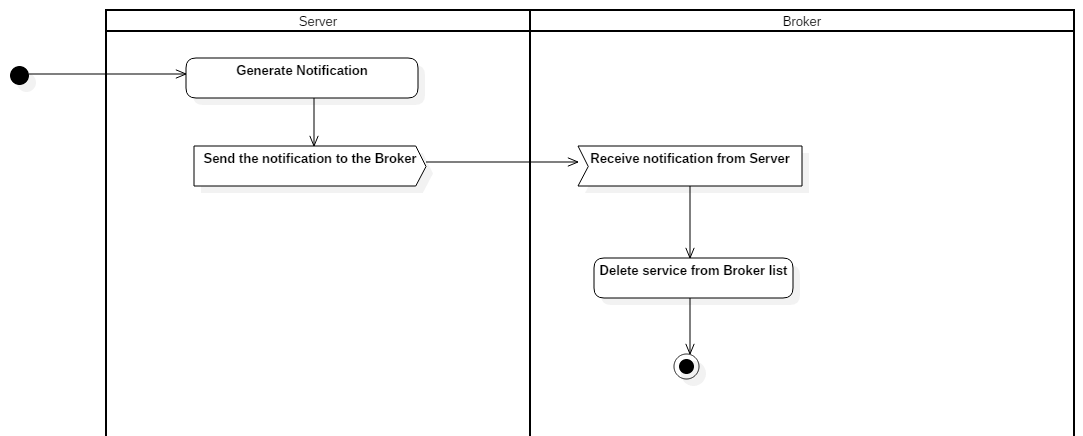 Server
Broker
Generate Notification
Send the notification to the Broker
Receive notification from Server
Delete service from Broker list